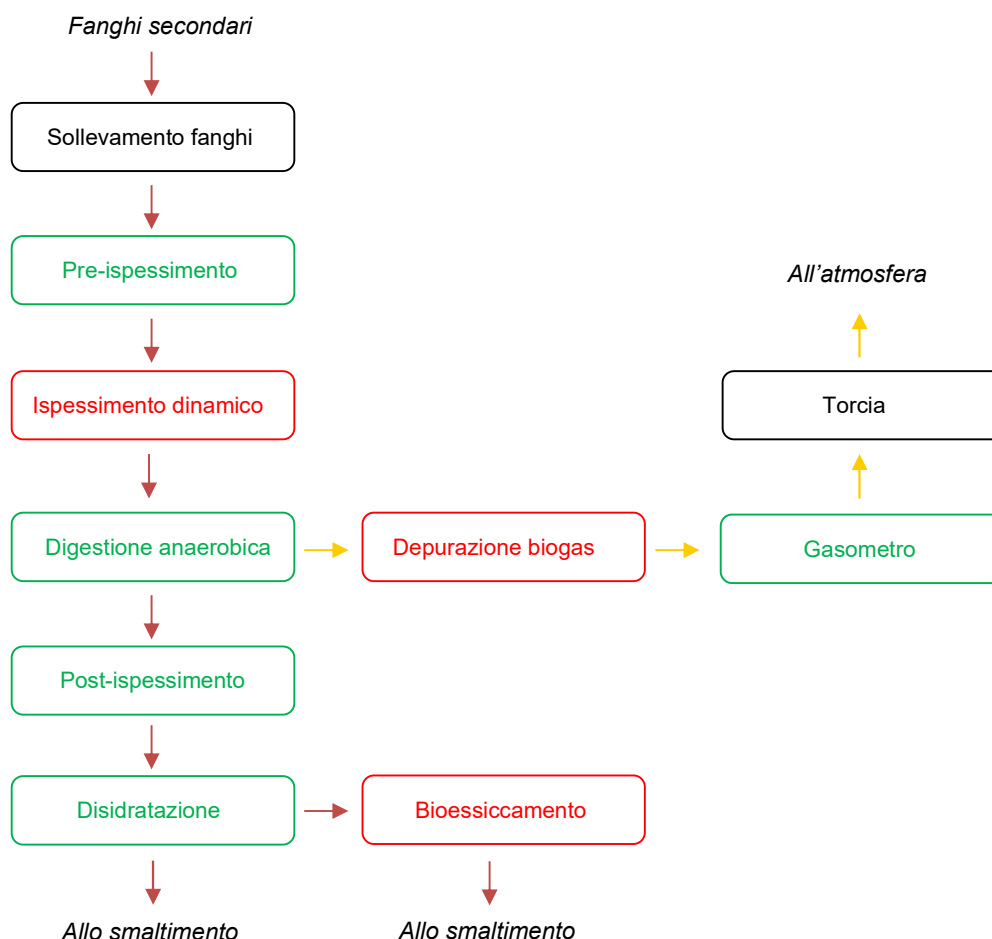 Fanghi secondari
Sollevamento fanghi
Pre-ispessimento
All'atmosfera
Ispessimento dinamico
Torcia
Digestione anaerobica
Depurazione biogas
Gasometro
Post-ispessimento
Disidratazione
Bioessiccamento
Allo smaltimento
Allo smaltimento